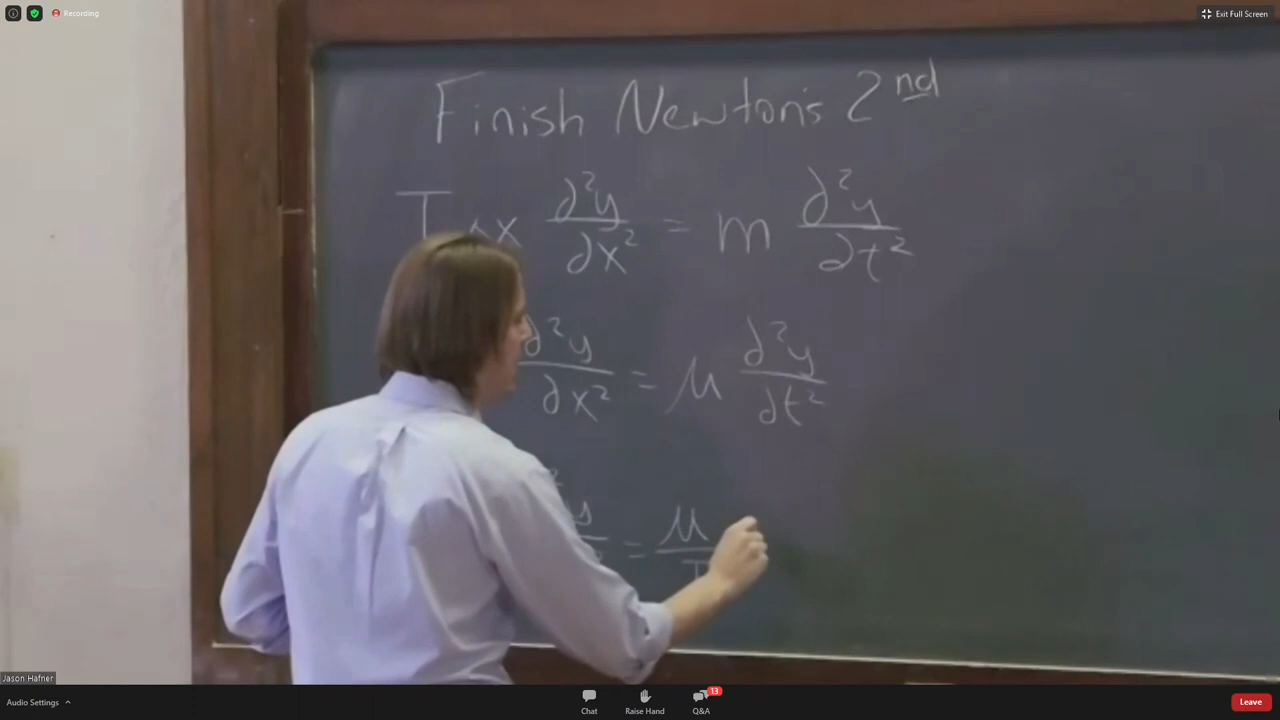 Recording
Exit Full Screen
Finish Newton's 2nd
T Δx ∂²y/∂x² = m ∂²y/∂t²
∂²y/∂x² = μ ∂²y/∂t²
= μ/T
Jason Hafner
Audio Settings
Chat
Raise Hand
Q&A
13
Leave